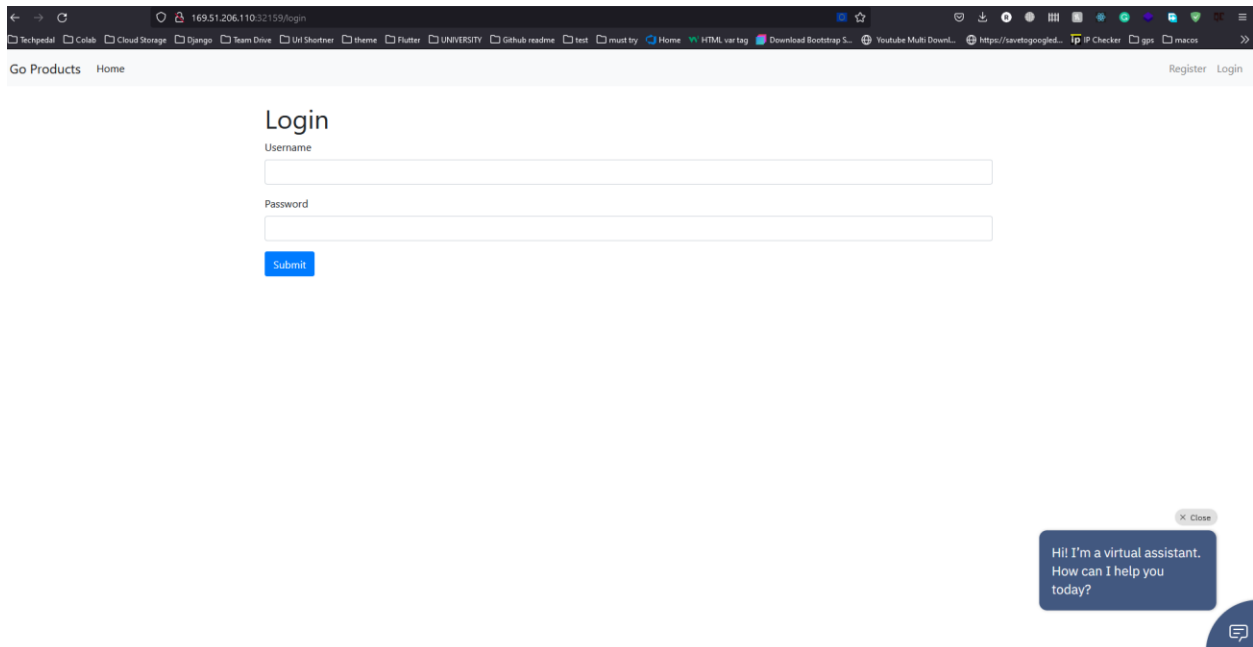 169.51.206.110:32159/login
Techpedal Colab Cloud Storage Django Team Drive Url Shortner theme Flutter UNIVERSITY Github readme test must try Home HTML var tag Download Bootstrap S... Youtube Multi Downl... https://savetogoogled... ip IP Checker gps macos
Go Products Home Register Login
Login
Username
Password
Submit
× Close
Hi! I'm a virtual assistant.
How can I help you
today?